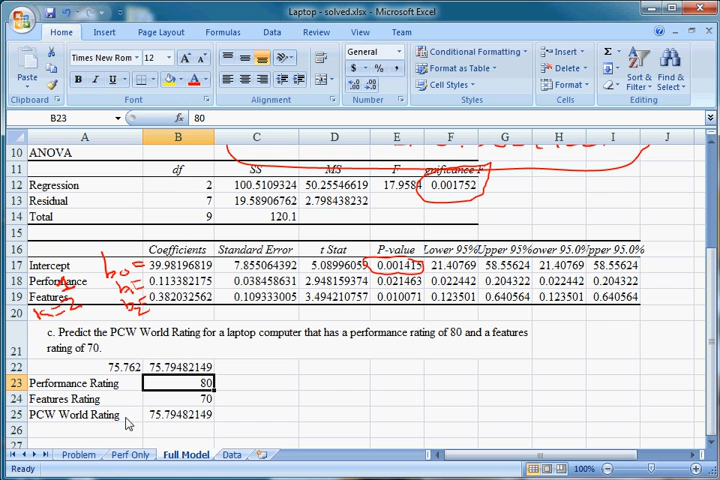 Laptop - solved.xlsx - Microsoft Excel
Home Insert Page Layout Formulas Data Review View Team
Paste
Times New Rom 12
B I U
General
$ % ,
Conditional Formatting
Format as Table
Cell Styles
Insert
Delete
Format
Σ
Sort & Filter
Find & Select
Clipboard Font Alignment Number Styles Cells Editing
B23 fx 80
A B C D E F G H I J
10 ANOVA
11 df SS MS F gnificance F
12 Regression 2 100.5109324 50.25546619 17.9584 0.001752
13 Residual 7 19.58906762 2.798438232
14 Total 9 120.1
15
16 Coefficients Standard Error t Stat P-value Lower 95% Upper 95% ower 95.0% pper 95.0%
17 Intercept b0= 39.98196819 7.855064392 5.08996059 0.001415 21.40769 58.55624 21.40769 58.55624
18 Performance b1= 0.113382175 0.038458631 2.948159374 0.021463 0.022442 0.204322 0.022442 0.204322
19 Features b2= 0.382032562 0.109333005 3.494210757 0.010071 0.123501 0.640564 0.123501 0.640564
20
c. Predict the PCW World Rating for a laptop computer that has a performance rating of 80 and a features
21 rating of 70.
22 75.762 75.79482149
23 Performance Rating 80
24 Features Rating 70
25 PCW World Rating 75.79482149
26
27
Problem Perf Only Full Model Data
Ready 100%